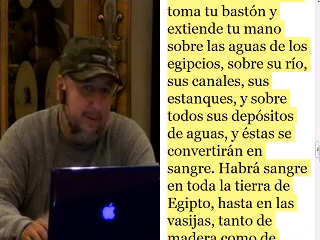 toma tu bastón y
extiende tu mano
sobre las aguas de los
egipcios, sobre su río,
sus canales, sus
estanques, y sobre
todos sus depósitos
de aguas, y éstas se
convertirán en
sangre. Habrá sangre
en toda la tierra de
Egipto, hasta en las
vasijas, tanto de
madera como de